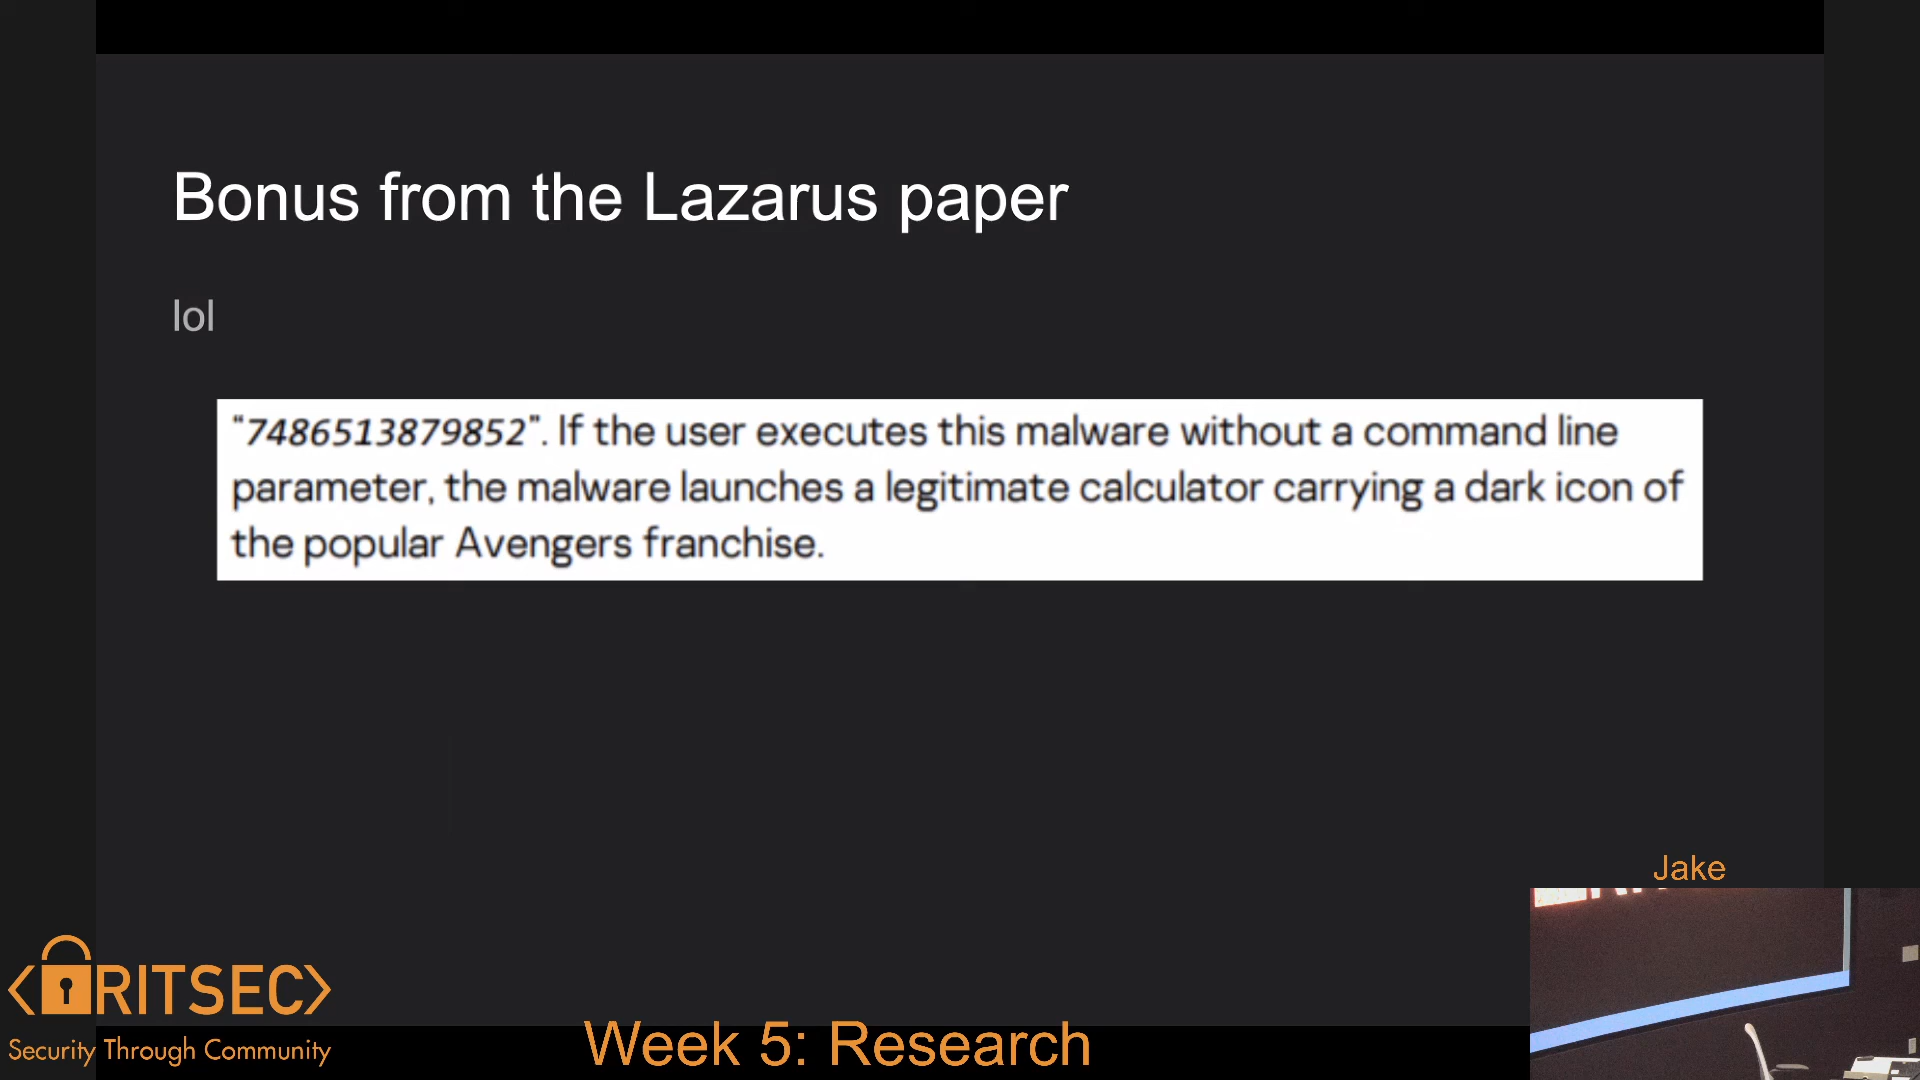 Bonus from the Lazarus paper
lol
“7486513879852”. If the user executes this malware without a command line
parameter, the malware launches a legitimate calculator carrying a dark icon of
the popular Avengers franchise.
Jake
<RITSEC>
Security Through Community
Week 5: Research